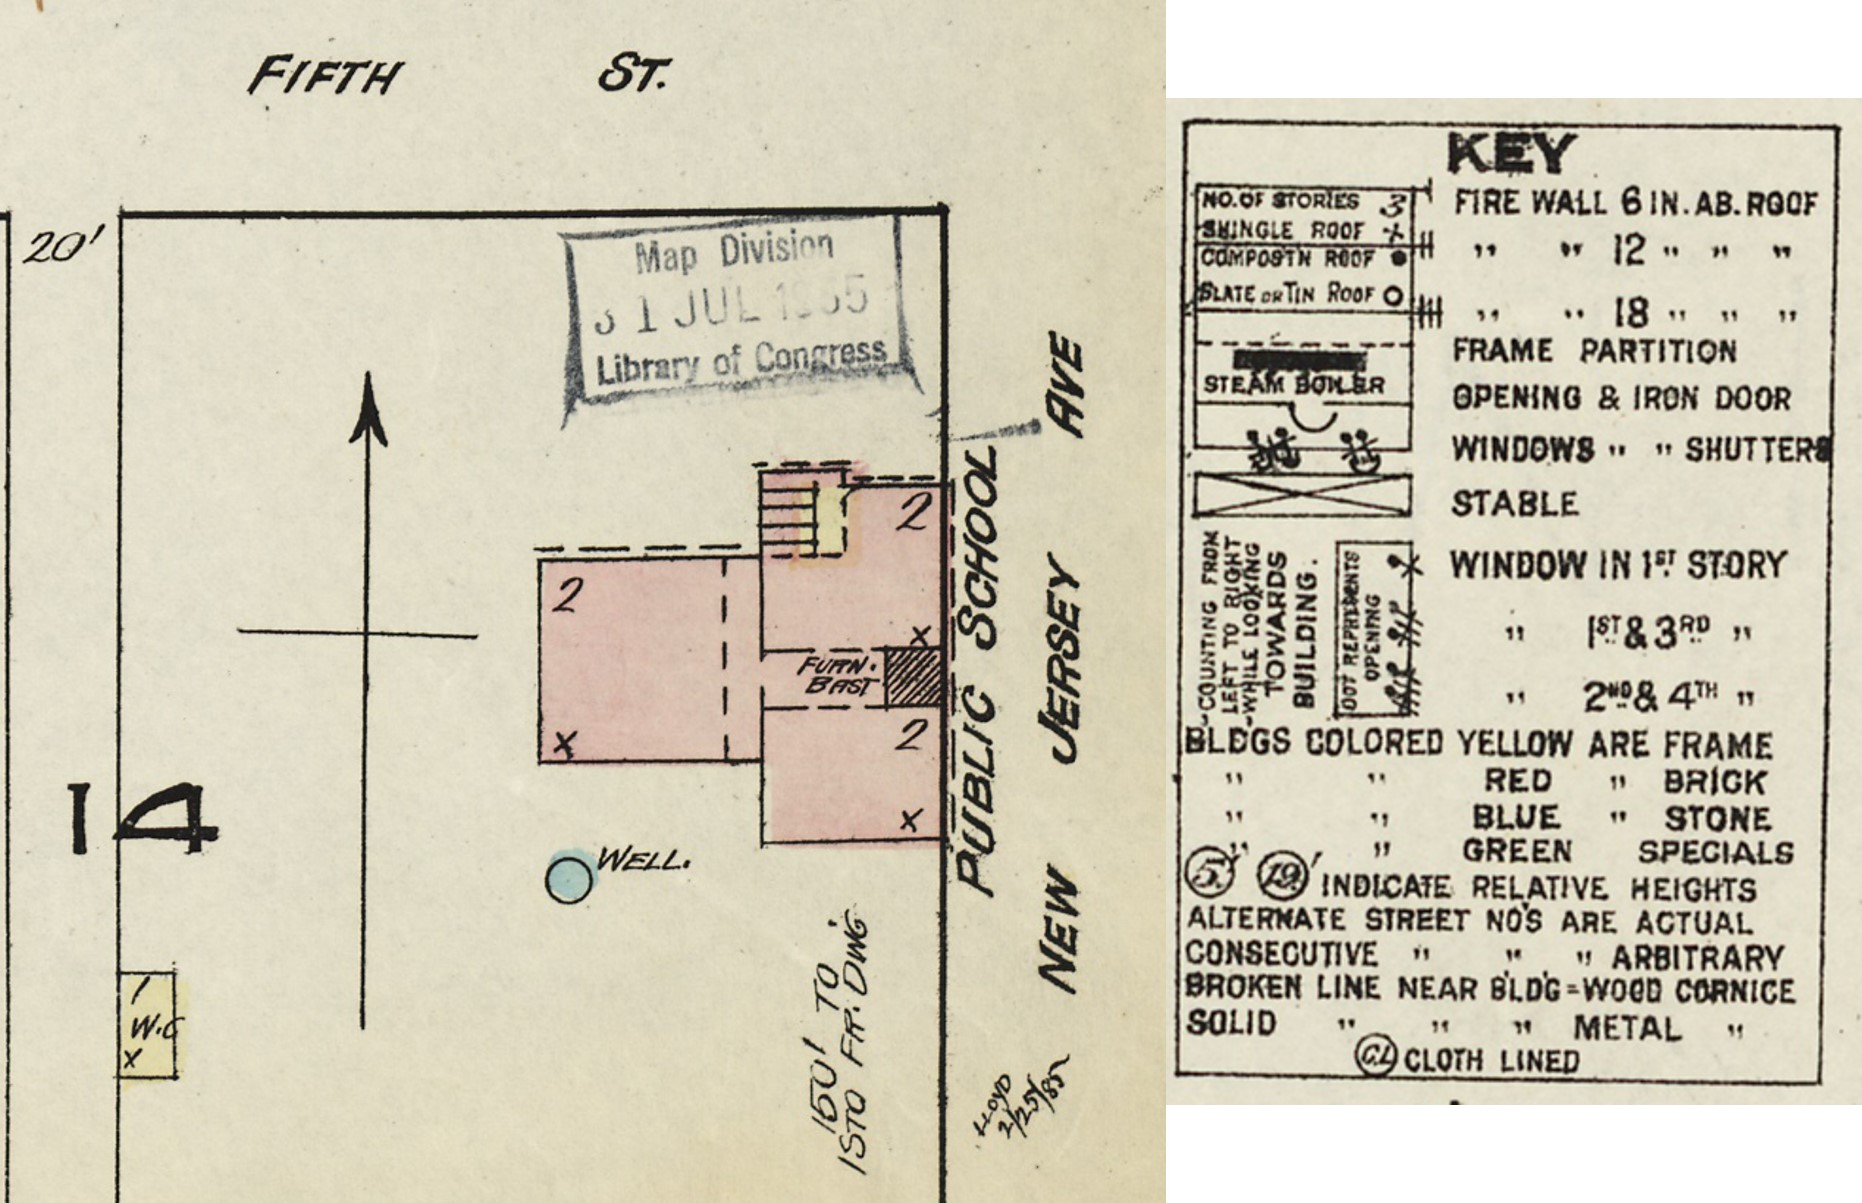 FIFTH ST.
20'
Map Division
31 JUL 1955
Library of Congress
2
2
X
FURN.
BAST
2
X
2
X
PUBLIC SCHOOL
NEW JERSEY AVE
14
WELL.
1
W.C
X
150' TO
1STO FR. DWG
LLOYD
2/25/85
KEY
NO. OF STORIES 3
SHINGLE ROOF X
COMPOST'N ROOF
SLATE OR TIN ROOF O
STEAM BOILER
FIRE WALL 6 IN. AB. ROOF
" " 12 " " "
" " 18 " " "
FRAME PARTITION
OPENING & IRON DOOR
WINDOWS " " SHUTTERS
STABLE
COUNTING FROM
LEFT TO RIGHT
WHILE LOOKING
TOWARDS
BUILDING.
DOT REPRESENTS
OPENING
WINDOW IN 1ST STORY
" 1ST & 3RD "
" 2ND & 4TH "
BLDGS COLORED YELLOW ARE FRAME
" " RED " BRICK
" " BLUE " STONE
" " GREEN SPECIALS
5' 19' INDICATE RELATIVE HEIGHTS
ALTERNATE STREET NO'S ARE ACTUAL
CONSECUTIVE " " " ARBITRARY
BROKEN LINE NEAR BLDG = WOOD CORNICE
SOLID " " " METAL "
CL CLOTH LINED